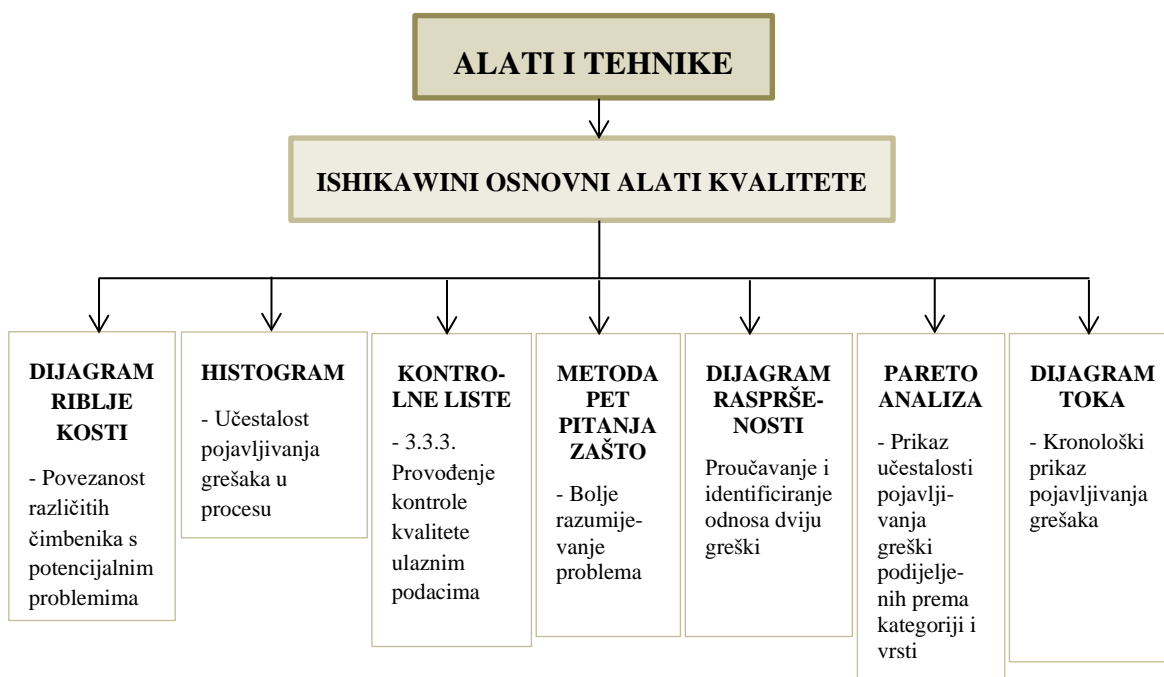 ALATI I TEHNIKE
ISHIKAWINI OSNOVNI ALATI KVALITETE
DIJAGRAM
RIBLJE
KOSTI
- Povezanost
različitih
čimbenika s
potencijalnim
problemima
HISTOGRAM
- Učestalost
pojavljivanja
grešaka u
procesu
KONTRO-
LNE LISTE
- 3.3.3.
Provođenje
kontrole
kvalitete
ulaznim
podacima
METODA
PET
PITANJA
ZAŠTO
- Bolje
razumije-
vanje
problema
DIJAGRAM
RASPRŠE-
NOSTI
Proučavanje i
identificiranje
odnosa dviju
greški
PARETO
ANALIZA
- Prikaz
učestalosti
pojavlji-
vanja
greški
podijelje-
nih prema
kategoriji i
vrsti
DIJAGRAM
TOKA
- Kronološki
prikaz
pojavljivanja
grešaka